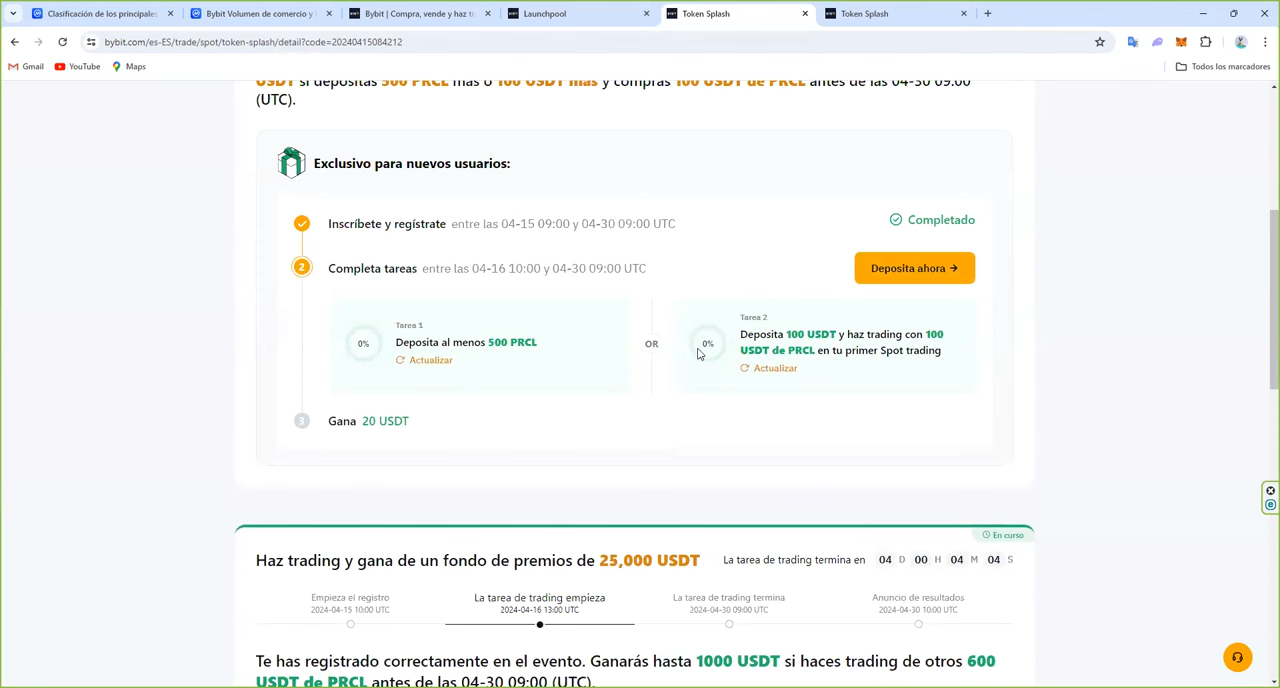 Clasificación de los principales
Bybit Volumen de comercio y l
Bybit | Compra, vende y haz t
Launchpool
Token Splash
Token Splash
bybit.com/es-ES/trade/spot/token-splash/detail?code=20240415084212
Gmail
YouTube
Maps
Todos los marcadores
USDT si depositas 500 PRCL más o 100 USDT más y compras 100 USDT de PRCL antes de las 04-30 09:00
(UTC).
Exclusivo para nuevos usuarios:
Inscríbete y regístrate entre las 04-15 09:00 y 04-30 09:00 UTC
Completado
2
Completa tareas entre las 04-16 10:00 y 04-30 09:00 UTC
Deposita ahora →
0%
Tarea 1
Deposita al menos 500 PRCL
Actualizar
OR
0%
Tarea 2
Deposita 100 USDT y haz trading con 100
USDT de PRCL en tu primer Spot trading
Actualizar
3
Gana 20 USDT
En curso
Haz trading y gana de un fondo de premios de 25,000 USDT
La tarea de trading termina en 04 D 00 H 04 M 04 S
Empieza el registro
2024-04-15 10:00 UTC
La tarea de trading empieza
2024-04-16 13:00 UTC
La tarea de trading termina
2024-04-30 09:00 UTC
Anuncio de resultados
2024-04-30 10:00 UTC
Te has registrado correctamente en el evento. Ganarás hasta 1000 USDT si haces trading de otros 600
USDT de PRCL antes de las 04-30 09:00 (UTC).